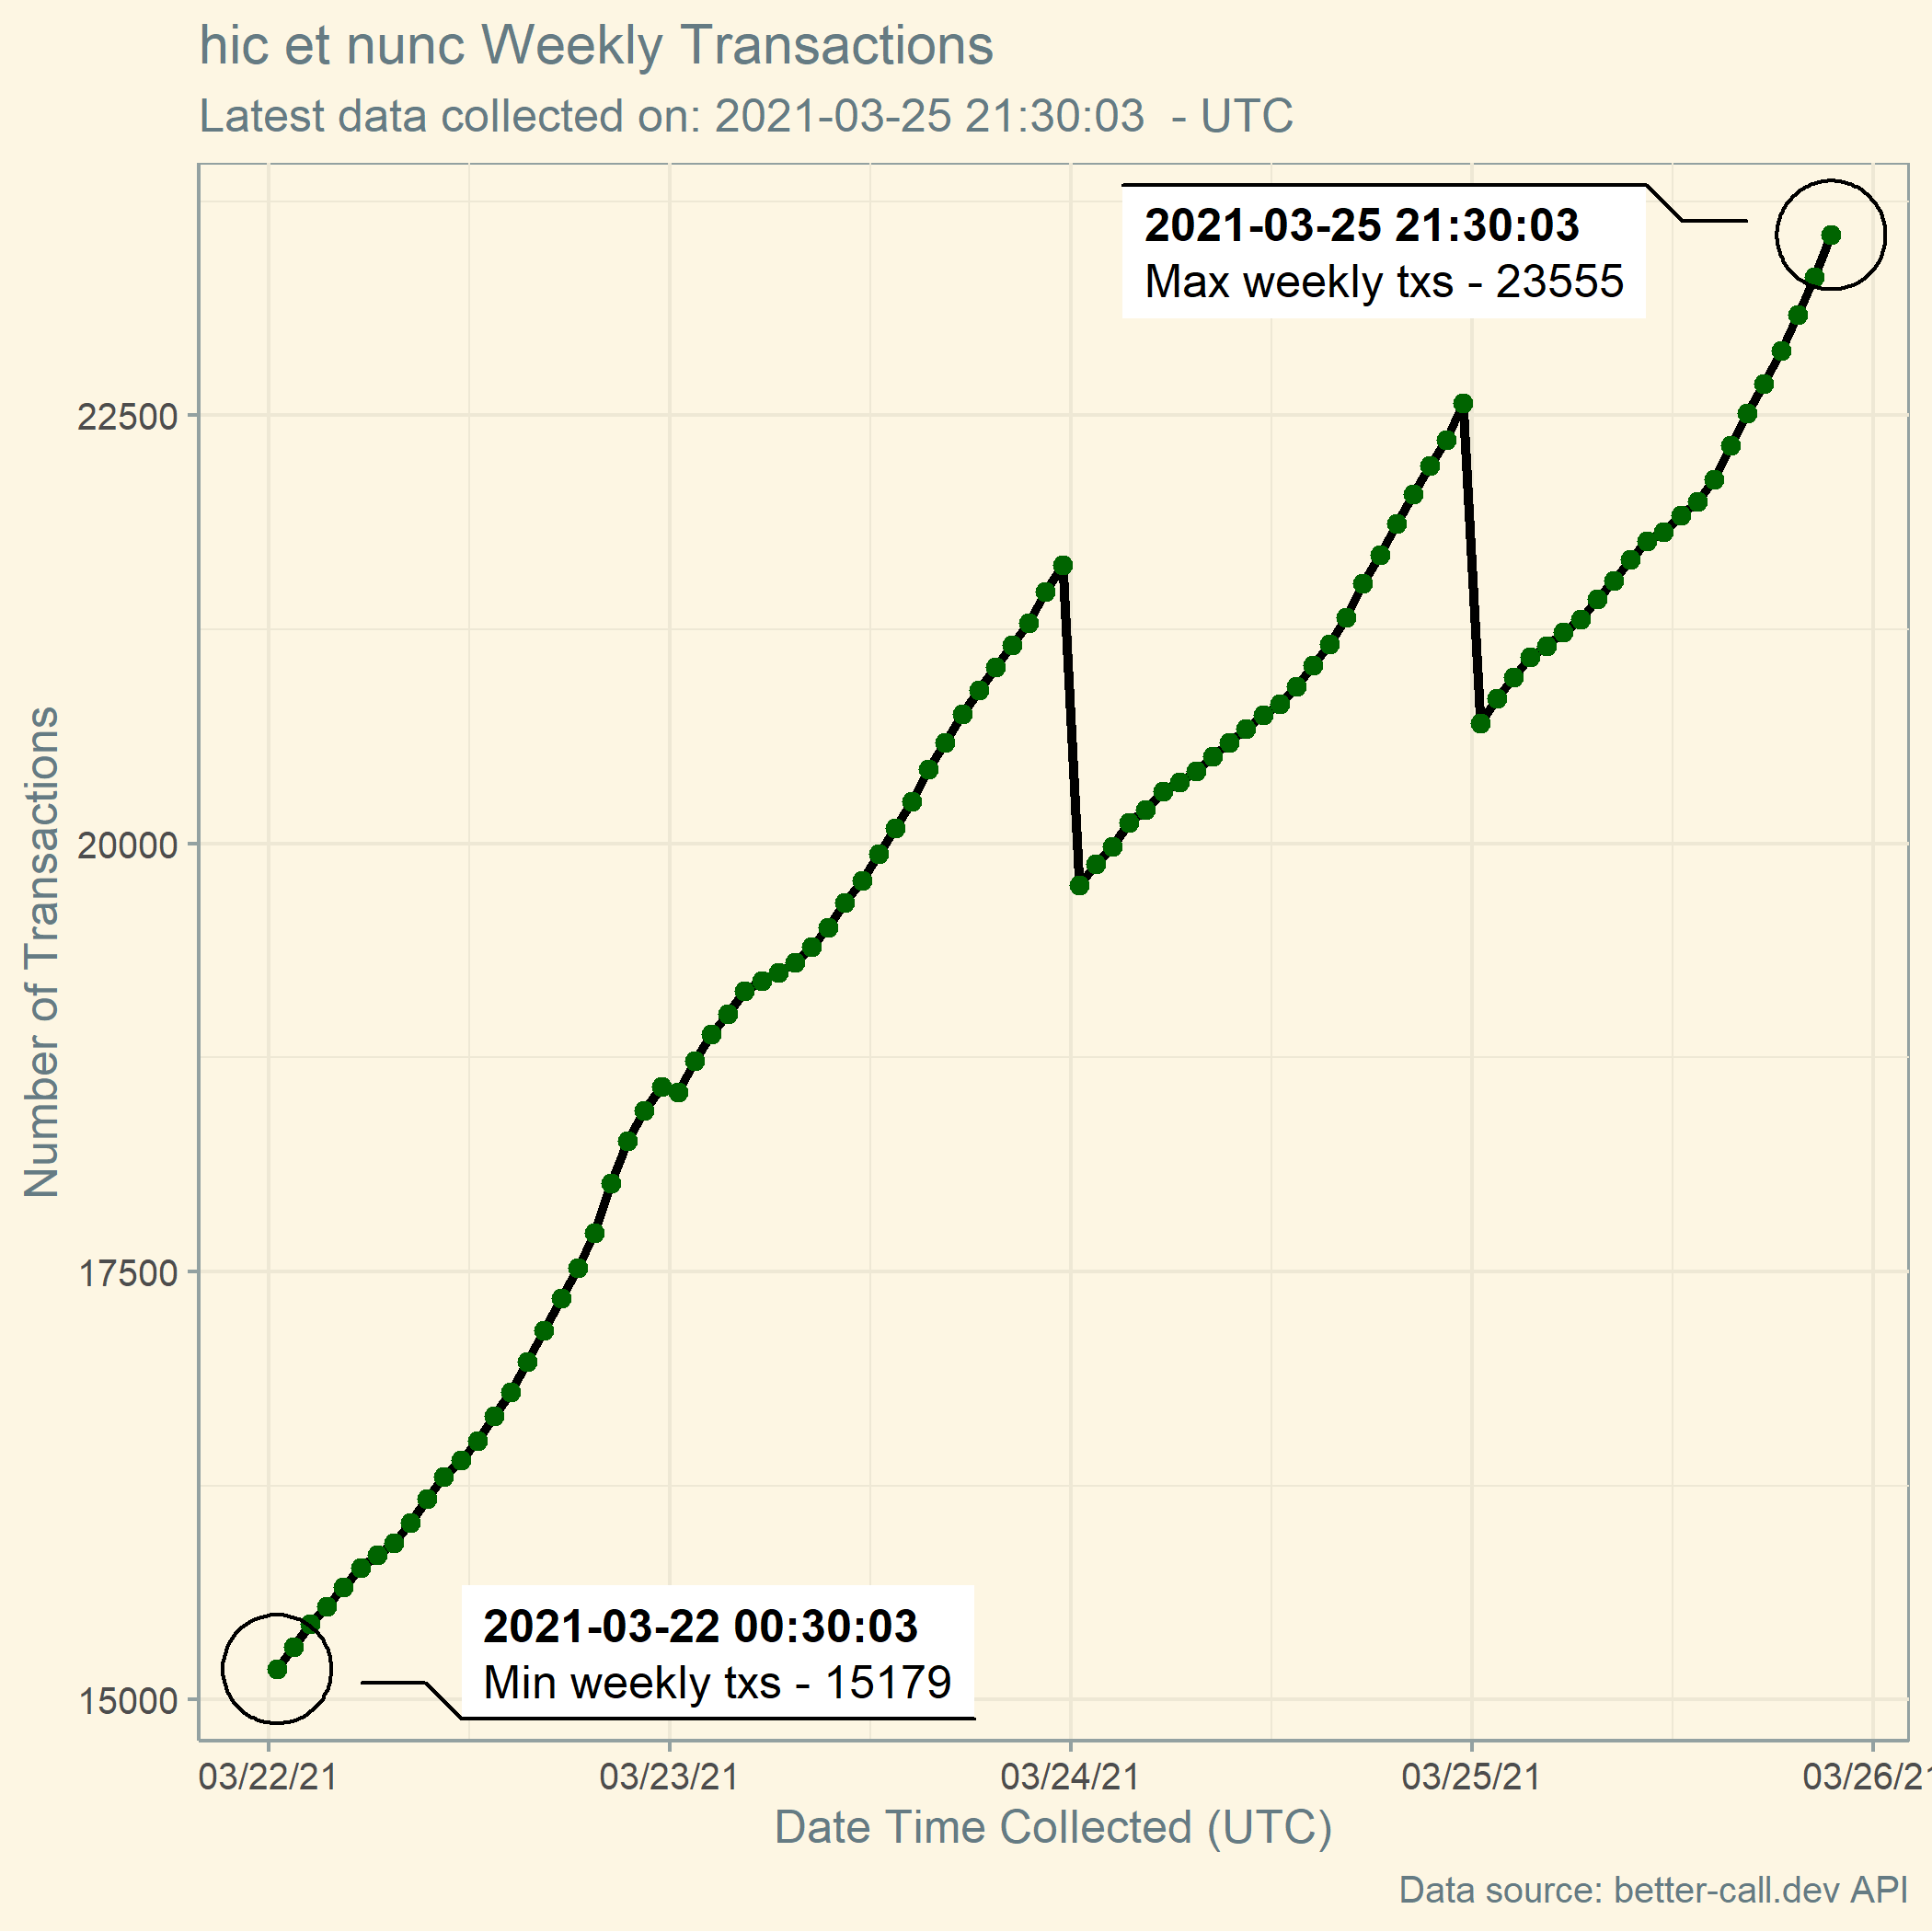 hic et nunc Weekly Transactions
Latest data collected on: 2021-03-25 21:30:03 - UTC
2021-03-25 21:30:03
Max weekly txs - 23555
22500
20000
17500
15000
Number of Transactions
2021-03-22 00:30:03
Min weekly txs - 15179
03/22/21
03/23/21
03/24/21
03/25/21
03/26/21
Date Time Collected (UTC)
Data source: better-call.dev API